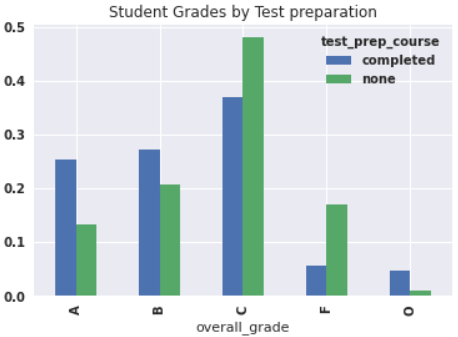 Student Grades by Test preparation
test_prep_course
completed
none
0.5
0.4
0.3
0.2
0.1
0.0
A
B
C
F
O
overall_grade